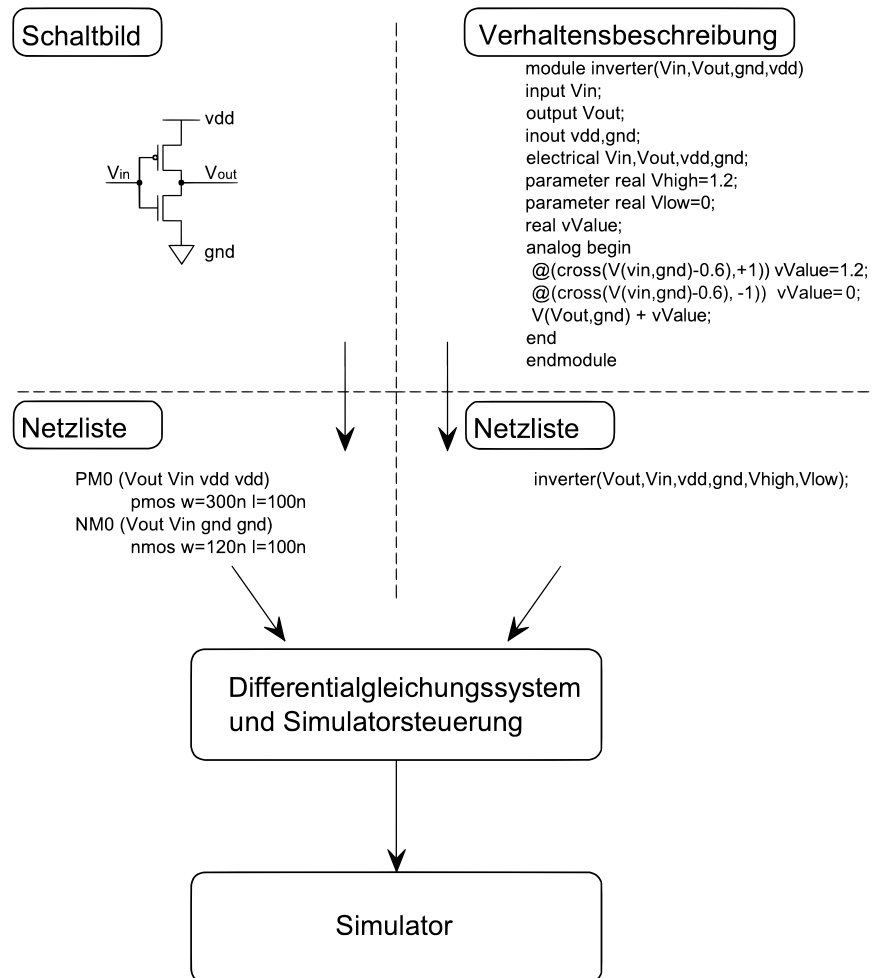 Schaltbild
vdd
Vin
Vout
gnd
Verhaltensbeschreibung
module inverter(Vin,Vout,gnd,vdd)
input Vin;
output Vout;
inout vdd,gnd;
electrical Vin,Vout,vdd,gnd;
parameter real Vhigh=1.2;
parameter real Vlow=0;
real vValue;
analog begin
@(cross(V(vin,gnd)-0.6),+1)) vValue=1.2;
@(cross(V(vin,gnd)-0.6), -1)) vValue=0;
V(Vout,gnd) + vValue;
end
endmodule
Netzliste
PM0 (Vout Vin vdd vdd)
pmos w=300n l=100n
NM0 (Vout Vin gnd gnd)
nmos w=120n l=100n
Netzliste
inverter(Vout,Vin,vdd,gnd,Vhigh,Vlow);
Differentialgleichungssystem
und Simulatorsteuerung
Simulator